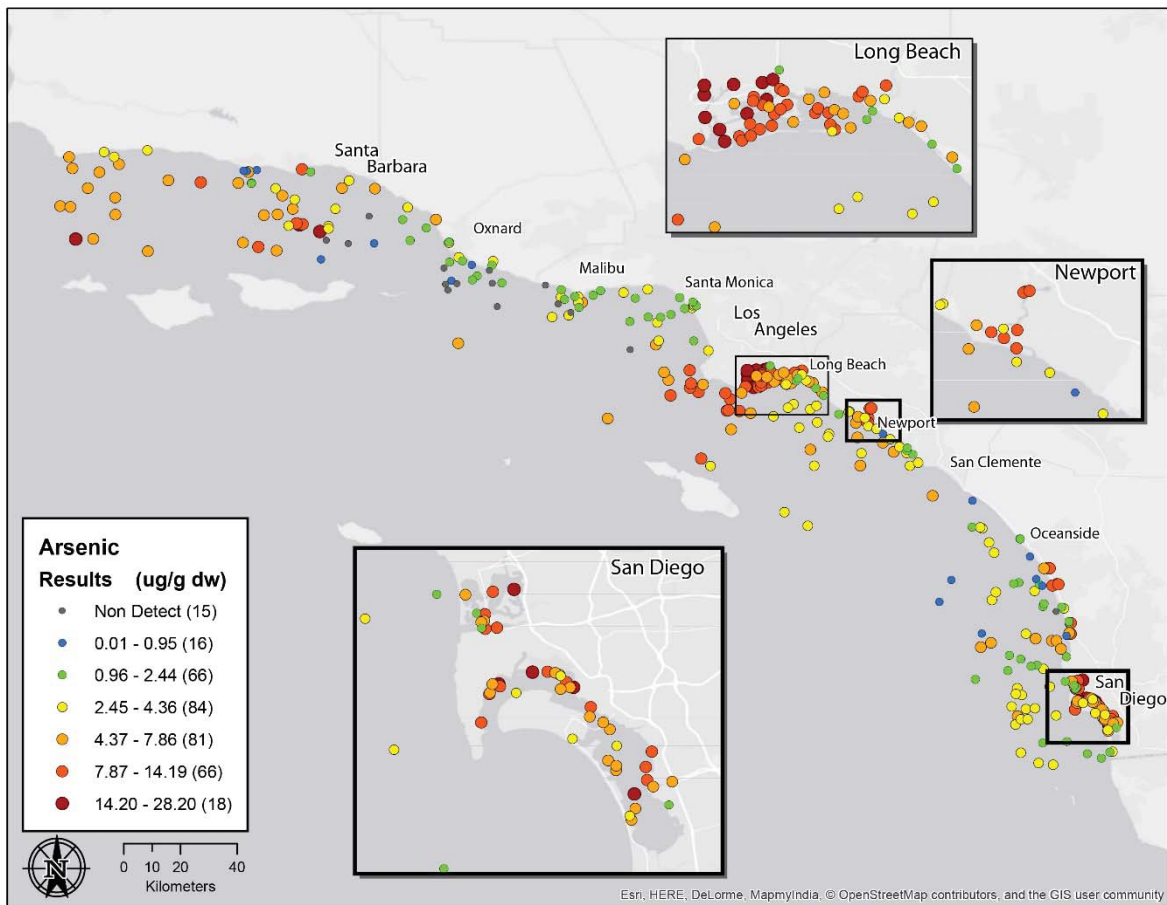 Long Beach
Santa
Barbara
Oxnard
Malibu
Santa Monica
Los
Angeles
Long Beach
Newport
Newport
San Clemente
Oceanside
San
Diego
San Diego
Arsenic
Results (ug/g dw)
Non Detect (15)
0.01 - 0.95 (16)
0.96 - 2.44 (66)
2.45 - 4.36 (84)
4.37 - 7.86 (81)
7.87 - 14.19 (66)
14.20 - 28.20 (18)
N
0 10 20 40
Kilometers
Esri, HERE, DeLorme, MapmyIndia, © OpenStreetMap contributors, and the GIS user community